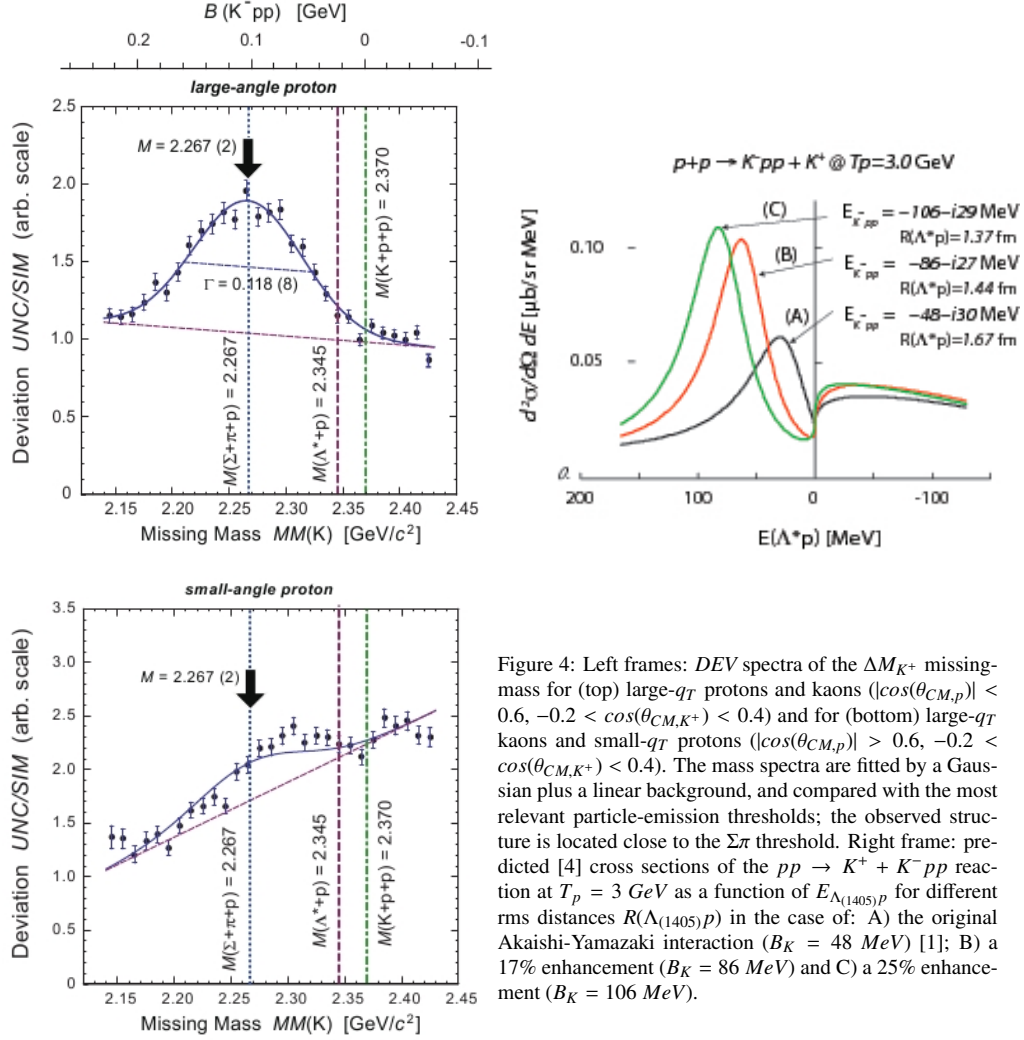 B (K⁻pp) [GeV]
0.2 0.1 0 -0.1
large-angle proton
2.5
2.0
1.5
1.0
0.5
0
Deviation UNC/SIM (arb. scale)
M = 2.267 (2)
Γ = 0.118 (8)
M(Σ+π+p) = 2.267
M(Λ*+p) = 2.345
M(K+p+p) = 2.370
2.15 2.20 2.25 2.30 2.35 2.40 2.45
Missing Mass MM(K) [GeV/c²]
p+p → K⁻pp + K⁺ @ Tp=3.0 GeV
d²σ/dΩ dE [μb/sr MeV]
0.10
0.05
0.
(C)
(B)
(A)
E_K⁻pp = −106−i29 MeV
R(Λ*p)=1.37 fm
E_K⁻pp = −86−i27 MeV
R(Λ*p)=1.44 fm
E_K⁻pp = −48−i30 MeV
R(Λ*p)=1.67 fm
200 100 0 -100
E(Λ*p) [MeV]
small-angle proton
3.5
3.0
2.5
2.0
1.5
1.0
0.5
0.0
Deviation UNC/SIM (arb. scale)
M = 2.267 (2)
M(Σ+π+p) = 2.267
M(Λ*+p) = 2.345
M(K+p+p) = 2.370
2.15 2.20 2.25 2.30 2.35 2.40 2.45
Missing Mass MM(K) [GeV/c²]
Figure 4: Left frames: DEV spectra of the ΔM_K⁺ missing-
mass for (top) large-q_T protons and kaons (|cos(θ_CM,p)| <
0.6, −0.2 < cos(θ_CM,K⁺) < 0.4) and for (bottom) large-q_T
kaons and small-q_T protons (|cos(θ_CM,p)| > 0.6, −0.2 <
cos(θ_CM,K⁺) < 0.4). The mass spectra are fitted by a Gaus-
sian plus a linear background, and compared with the most
relevant particle-emission thresholds; the observed struc-
ture is located close to the Σπ threshold. Right frame: pre-
dicted [4] cross sections of the pp → K⁺ + K⁻pp reac-
tion at T_p = 3 GeV as a function of E_Λ(1405)p for different
rms distances R(Λ(1405)p) in the case of: A) the original
Akaishi-Yamazaki interaction (B_K = 48 MeV) [1]; B) a
17% enhancement (B_K = 86 MeV) and C) a 25% enhance-
ment (B_K = 106 MeV).